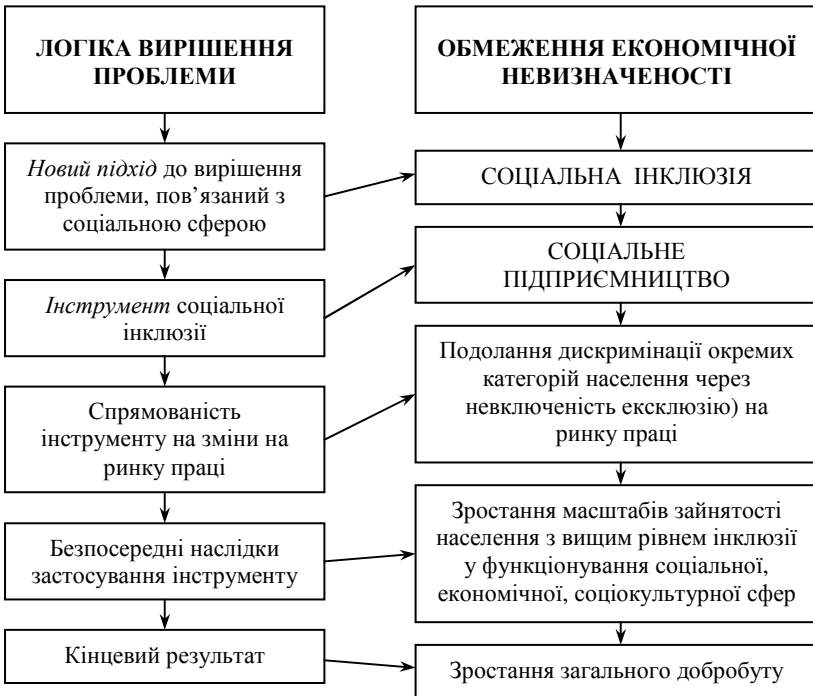 ЛОГІКА ВИРІШЕННЯ
ПРОБЛЕМИ
ОБМЕЖЕННЯ ЕКОНОМІЧНОЇ
НЕВИЗНАЧЕНОСТІ
Новий підхід до вирішення
проблеми, пов’язаний з
соціальною сферою
СОЦІАЛЬНА ІНКЛЮЗІЯ
Інструмент соціальної
інклюзії
СОЦІАЛЬНЕ
ПІДПРИЄМНИЦТВО
Спрямованість
інструменту на зміни на
ринку праці
Подолання дискримінації окремих
категорій населення через
невключеність ексклюзію) на
ринку праці
Безпосередні наслідки
застосування інструменту
Зростання масштабів зайнятості
населення з вищим рівнем інклюзії
у функціонування соціальної,
економічної, соціокультурної сфер
Кінцевий результат
Зростання загального добробуту